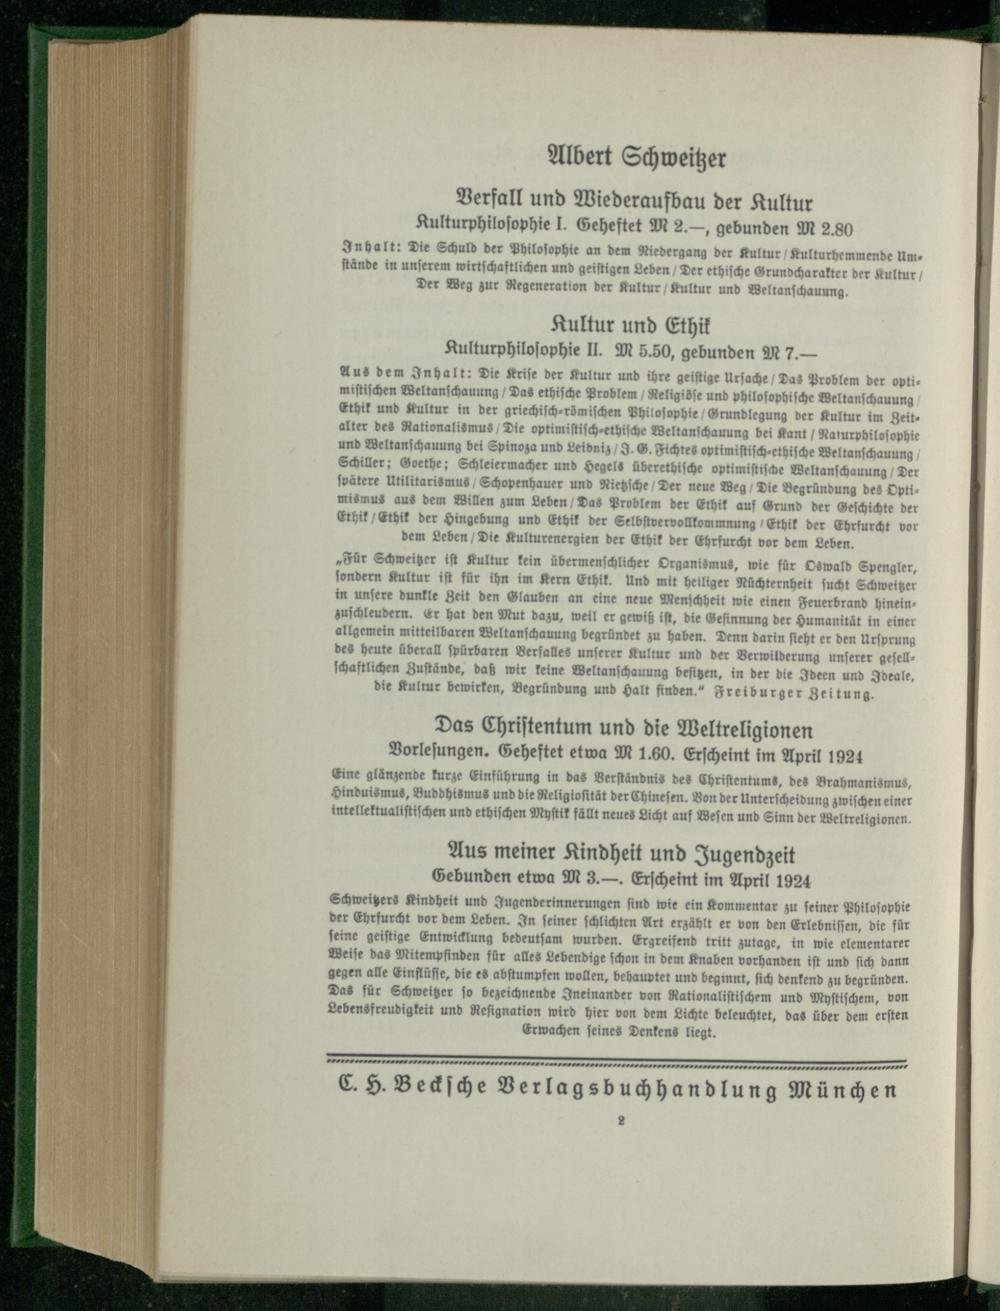 Albert Schweitzer
Verfall und Wiederaufbau der Kultur
Kulturphilosophie I. Geheftet M 2.—, gebunden M 2.80
Inhalt: Die Schuld der Philosophie an dem Niedergang der Kultur / Kulturhemmende Um-
stände in unserem wirtschaftlichen und geistigen Leben / Der ethische Grundcharakter der Kultur /
Der Weg zur Regeneration der Kultur / Kultur und Weltanschauung.
Kultur und Ethik
Kulturphilosophie II. M 5.50, gebunden M 7.—
Aus dem Inhalt: Die Krise der Kultur und ihre geistige Ursache / Das Problem der opti-
mistischen Weltanschauung / Das ethische Problem / Religiöse und philosophische Weltanschauung /
Ethik und Kultur in der griechisch-römischen Philosophie / Grundlegung der Kultur im Zeit-
alter des Rationalismus / Die optimistisch-ethische Weltanschauung bei Kant / Naturphilosophie
und Weltanschauung bei Spinoza und Leibniz / J. G. Fichtes optimistisch-ethische Weltanschauung /
Schiller; Goethe; Schleiermacher und Hegels überethische optimistische Weltanschauung / Der
spätere Utilitarismus / Schopenhauer und Nietzsche / Der neue Weg / Die Begründung des Opti-
mismus aus dem Willen zum Leben / Das Problem der Ethik auf Grund der Geschichte der
Ethik / Ethik der Hingebung und Ethik der Selbstvervollkommnung / Ethik der Ehrfurcht vor
dem Leben / Die Kulturenergien der Ethik der Ehrfurcht vor dem Leben.
„Für Schweitzer ist Kultur kein übermenschlicher Organismus, wie für Oswald Spengler,
sondern Kultur ist für ihn im Kern Ethik. Und mit heiliger Nüchternheit sucht Schweitzer
in unsere dunkle Zeit den Glauben an eine neue Menschheit wie einen Feuerbrand hinein-
zuschleudern. Er hat den Mut dazu, weil er gewiß ist, die Gesinnung der Humanität in einer
allgemein mitteilbaren Weltanschauung begründet zu haben. Denn darin sieht er den Ursprung
des heute überall spürbaren Verfalles unserer Kultur und der Verwilderung unserer gesell-
schaftlichen Zustände, daß wir keine Weltanschauung besitzen, in der die Ideen und Ideale,
die Kultur bewirken, Begründung und Halt finden.“ Freiburger Zeitung.
Das Christentum und die Weltreligionen
Vorlesungen. Geheftet etwa M 1.60. Erscheint im April 1924
Eine glänzende kurze Einführung in das Verständnis des Christentums, des Brahmanismus,
Hinduismus, Buddhismus und die Religiosität der Chinesen. Von der Unterscheidung zwischen einer
intellektualistischen und ethischen Mystik fällt neues Licht auf Wesen und Sinn der Weltreligionen.
Aus meiner Kindheit und Jugendzeit
Gebunden etwa M 3.—. Erscheint im April 1924
Schweitzers Kindheit und Jugenderinnerungen sind wie ein Kommentar zu seiner Philosophie
der Ehrfurcht vor dem Leben. In seiner schlichten Art erzählt er von den Erlebnissen, die für
seine geistige Entwicklung bedeutsam wurden. Ergreifend tritt zutage, in wie elementarer
Weise das Mitempfinden für alles Lebendige schon in dem Knaben vorhanden ist und sich dann
gegen alle Einflüsse, die es abstumpfen wollen, behauptet und beginnt, sich denkend zu begründen.
Das für Schweitzer so bezeichnende Ineinander von Rationalistischem und Mystischem, von
Lebensfreudigkeit und Resignation wird hier von dem Lichte beleuchtet, das über dem ersten
Erwachen seines Denkens liegt.
C. H. Becksche Verlagsbuchhandlung München
2